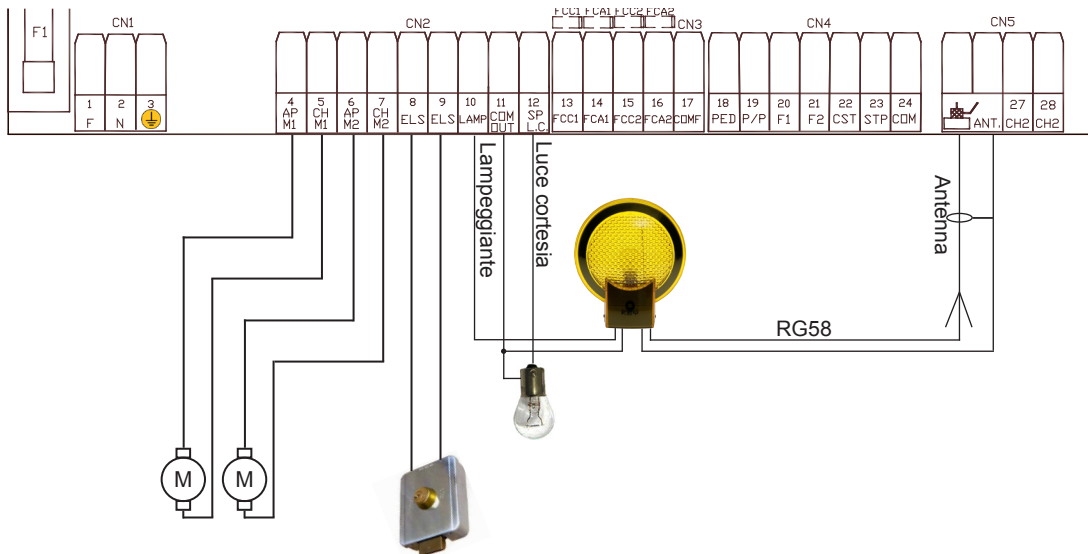 FCC1 FCA1 FCC2 FCA2
F1 CN1 CN2 CN3 CN4 CN5
1 F
2 N
3
4 AP M1
5 CH M1
6 AP M2
7 CH M2
8 ELS
9 ELS
10 LAMP
11 COM OUT
12 SP L.C.
13 FCC1
14 FCA1
15 FCC2
16 FCA2
17 COMF
18 PED
19 P/P
20 F1
21 F2
22 CST
23 STP
24 COM
ANT.
27 CH2
28 CH2
Lampeggiante
Luce cortesia
Antenna
RG58
M
M